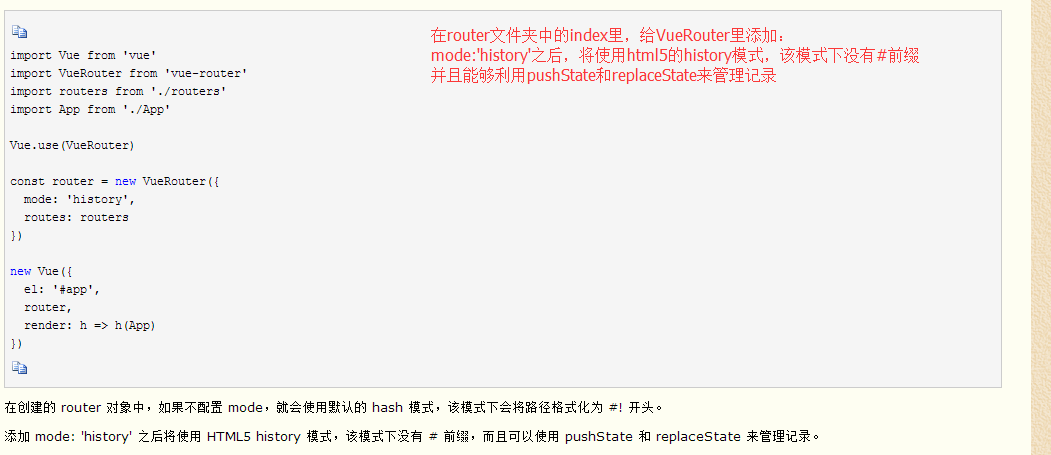 在router文件夹中的index里，给VueRouter里添加：
mode:'history'之后，将使用html5的history模式，该模式下没有#前缀
并且能够利用pushState和replaceState来管理记录
import Vue from 'vue'
import VueRouter from 'vue-router'
import routers from './routers'
import App from './App'
Vue.use(VueRouter)
const router = new VueRouter({
  mode: 'history',
  routes: routers
})
new Vue({
  el: '#app',
  router,
  render: h => h(App)
})
在创建的 router 对象中，如果不配置 mode，就会使用默认的 hash 模式，该模式下会将路径格式化为 #! 开头。
添加 mode: 'history' 之后将使用 HTML5 history 模式，该模式下没有 # 前缀，而且可以使用 pushState 和 replaceState 来管理记录。